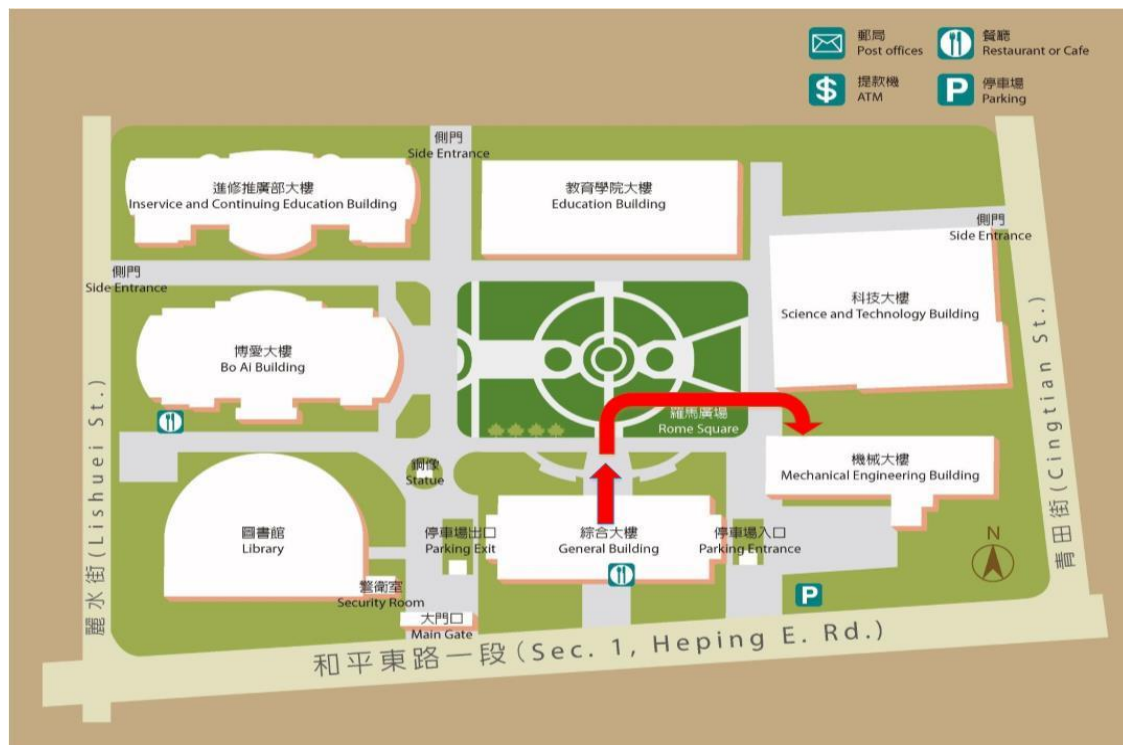 郵局
Post offices
餐廳
Restaurant or Cafe
$
提款機
ATM
P
停車場
Parking
側門
Side Entrance
進修推廣部大樓
Inservice and Continuing Education Building
教育學院大樓
Education Building
側門
Side Entrance
側門
Side Entrance
科技大樓
Science and Technology Building
博愛大樓
Bo Ai Building
羅馬廣場
Rome Square
機械大樓
Mechanical Engineering Building
銅像
Statue
圖書館
Library
停車場出口
Parking Exit
綜合大樓
General Building
停車場入口
Parking Entrance
N
警衛室
Security Room
P
大門口
Main Gate
麗水街(Lishuei St.)
青田街(Cingtian St.)
和平東路一段(Sec. 1, Heping E. Rd.)